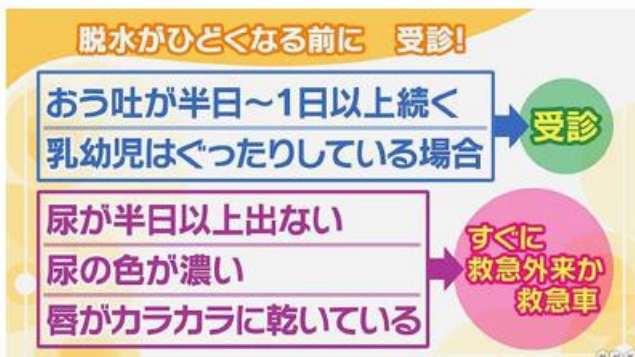 脱水がひどくなる前に 受診!
おう吐が半日～1日以上続く
乳幼児はぐったりしている場合
受診
尿が半日以上出ない
尿の色が濃い
唇がカラカラに乾いている
すぐに
救急外来か
救急車